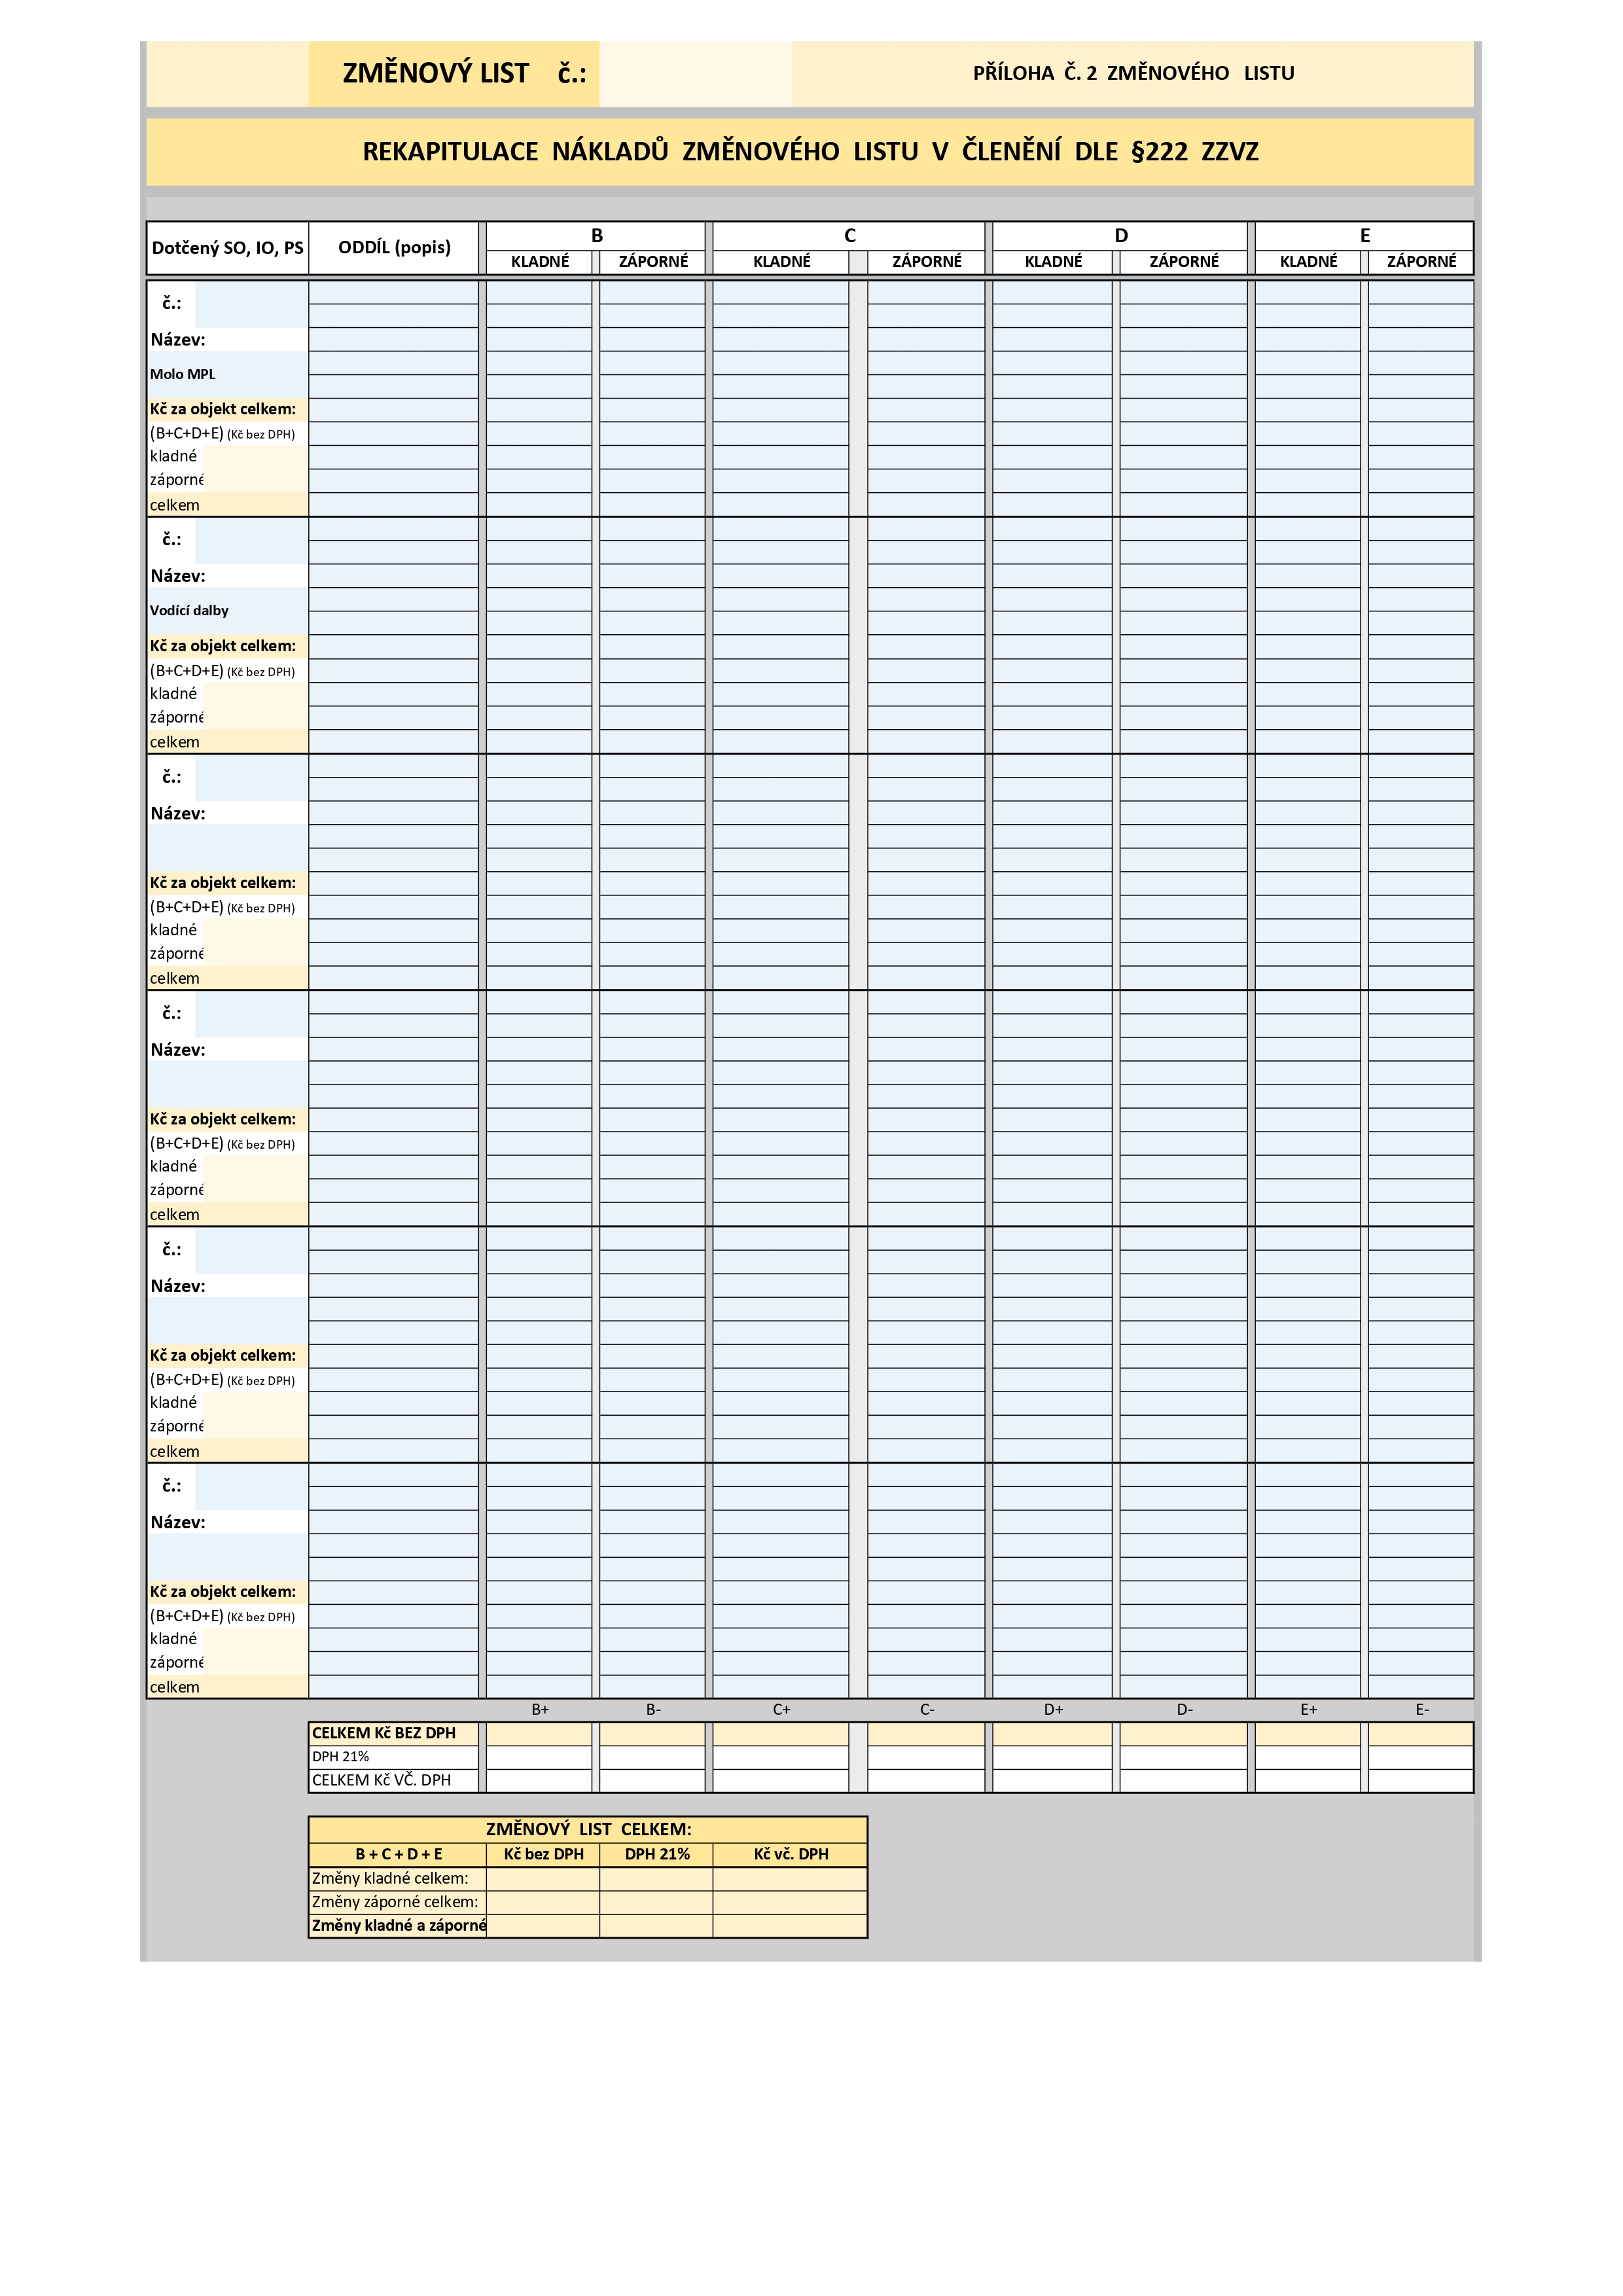 ZMĚNOVÝ LIST č.: PŘÍLOHA Č. 2 ZMĚNOVÉHO LISTU
REKAPITULACE NÁKLADŮ ZMĚNOVÉHO LISTU V ČLENĚNÍ DLE §222 ZZVZ
Dotčený SO, IO, PS ODDÍL (popis) B C D E
KLADNÉ ZÁPORNÉ KLADNÉ ZÁPORNÉ KLADNÉ ZÁPORNÉ KLADNÉ ZÁPORNÉ
č.:
Název:
Molo MPL
Kč za objekt celkem:
(B+C+D+E) (Kč bez DPH)
kladné
záporné
celkem
č.:
Název:
Vodící dalby
Kč za objekt celkem:
(B+C+D+E) (Kč bez DPH)
kladné
záporné
celkem
č.:
Název:
Kč za objekt celkem:
(B+C+D+E) (Kč bez DPH)
kladné
záporné
celkem
č.:
Název:
Kč za objekt celkem:
(B+C+D+E) (Kč bez DPH)
kladné
záporné
celkem
č.:
Název:
Kč za objekt celkem:
(B+C+D+E) (Kč bez DPH)
kladné
záporné
celkem
č.:
Název:
Kč za objekt celkem:
(B+C+D+E) (Kč bez DPH)
kladné
záporné
celkem
B+ B- C+ C- D+ D- E+ E-
CELKEM Kč BEZ DPH
DPH 21%
CELKEM Kč VČ. DPH
ZMĚNOVÝ LIST CELKEM:
B + C + D + E Kč bez DPH DPH 21% Kč vč. DPH
Změny kladné celkem:
Změny záporné celkem:
Změny kladné a záporné